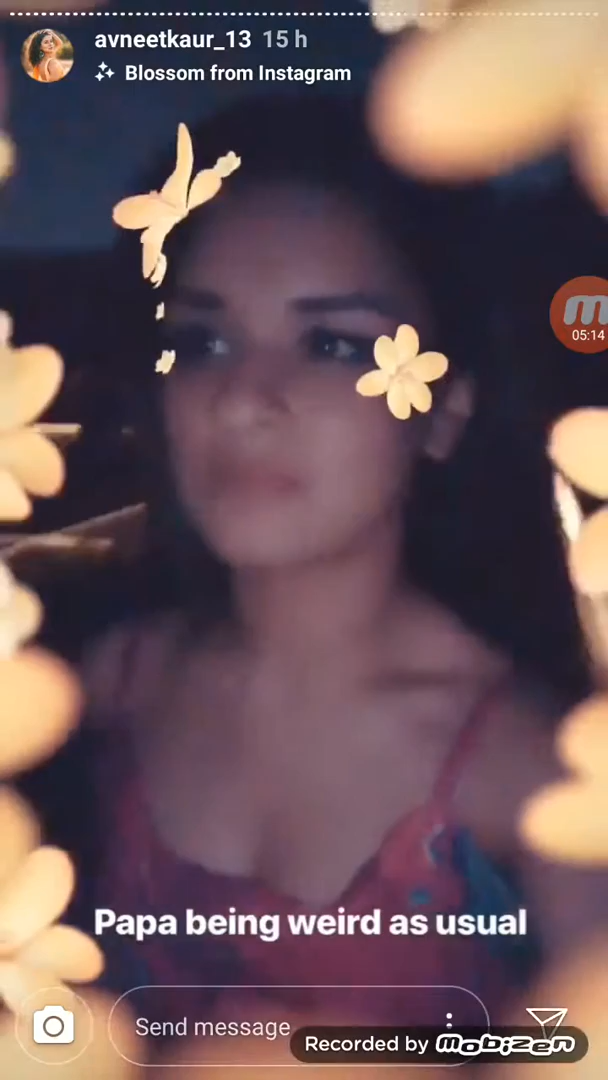 avneetkaur_13 15 h
Blossom from Instagram
m
05:14
Papa being weird as usual
Send message
Recorded by mobizen